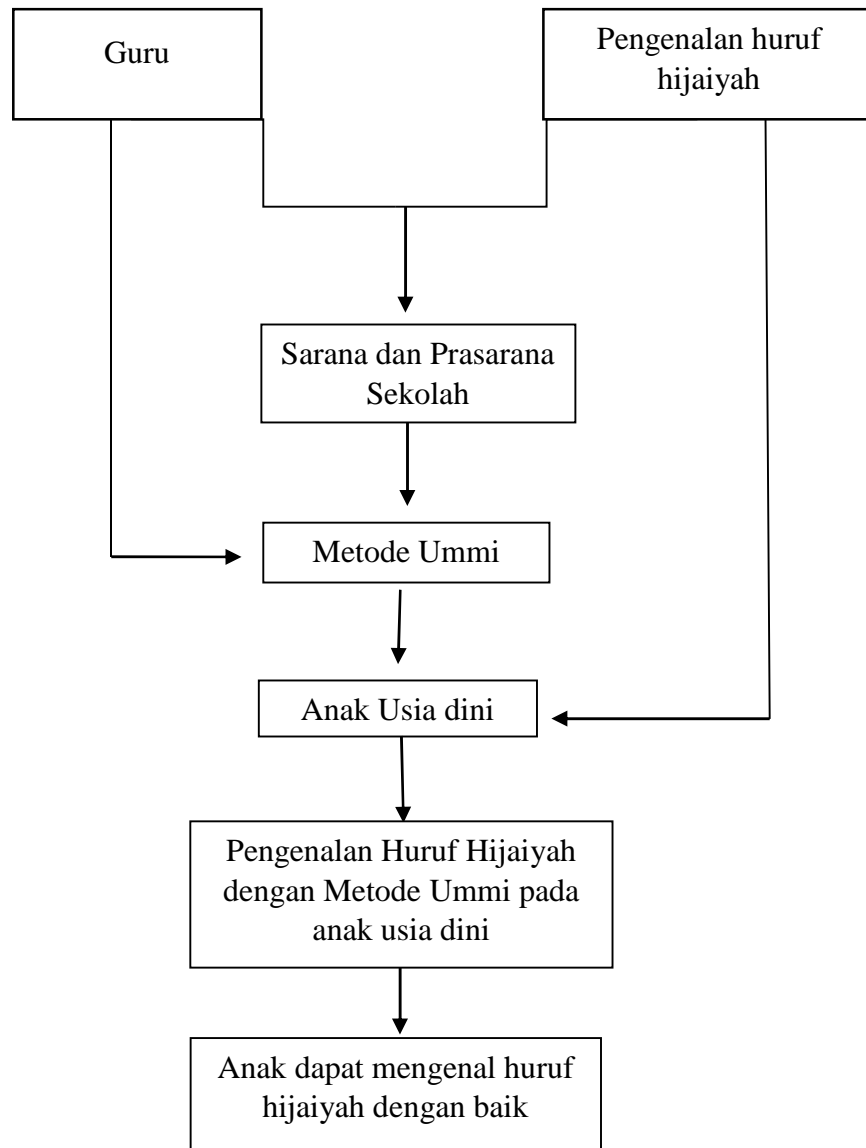 Guru
Pengenalan huruf
hijaiyah
Sarana dan Prasarana
Sekolah
Metode Ummi
Anak Usia dini
Pengenalan Huruf Hijaiyah
dengan Metode Ummi pada
anak usia dini
Anak dapat mengenal huruf
hijaiyah dengan baik